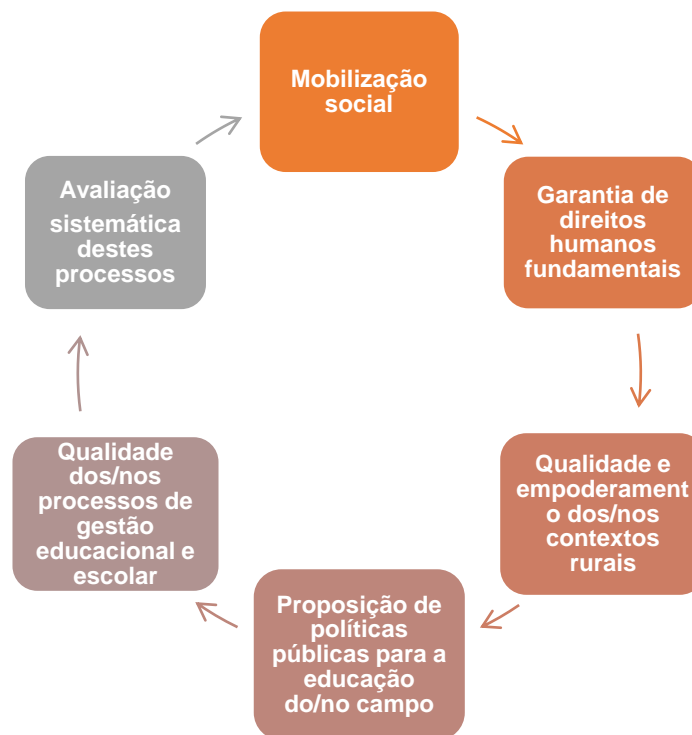 Mobilização
social
Garantia de
direitos
humanos
fundamentais
Qualidade e
empoderament
o dos/nos
contextos
rurais
Proposição de
políticas
públicas para a
educação
do/no campo
Qualidade
dos/nos
processos de
gestão
educacional e
escolar
Avaliação
sistemática
destes
processos